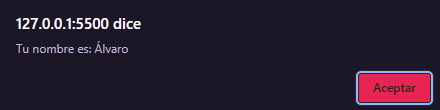 127.0.0.1:5500 dice
Tu nombre es: Álvaro
Aceptar